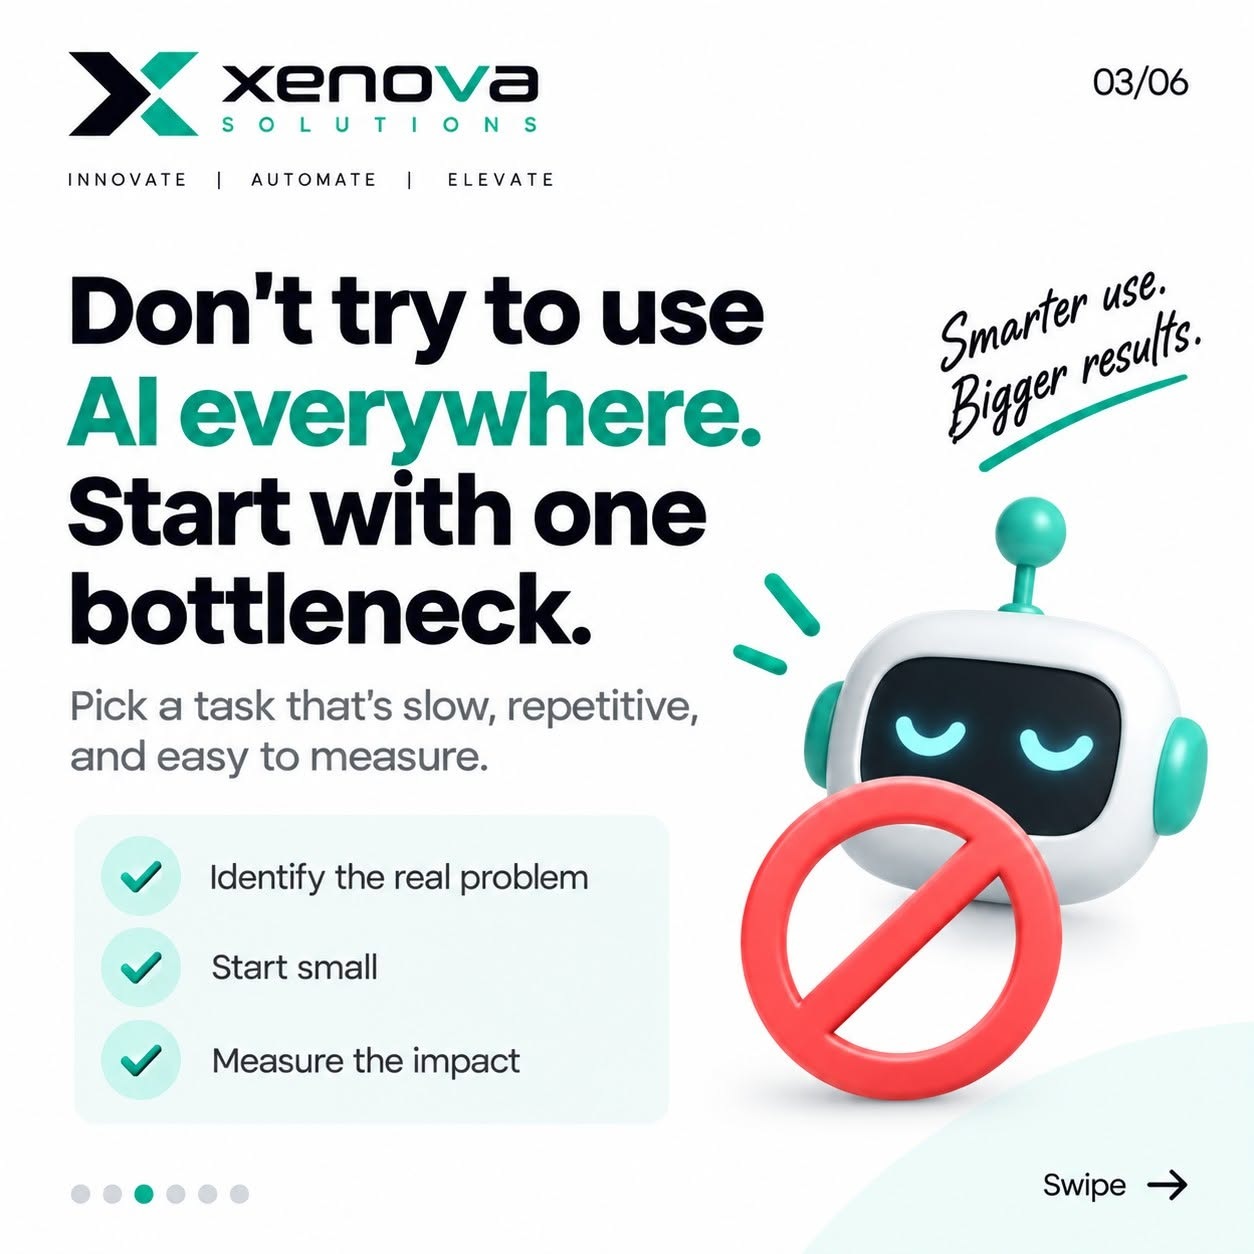 xenova
SOLUTIONS
INNOVATE | AUTOMATE | ELEVATE
03/06
Don't try to use
AI everywhere.
Start with one
bottleneck.
Smarter use.
Bigger results.
Pick a task that's slow, repetitive,
and easy to measure.
Identify the real problem
Start small
Measure the impact
Swipe →